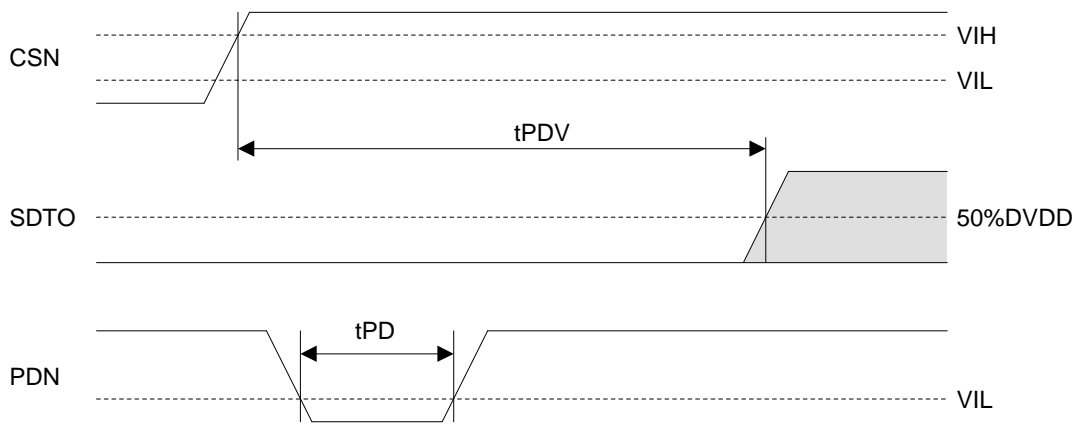 CSN
VIH
VIL
tPDV
SDTO
50%DVDD
tPD
PDN
VIL